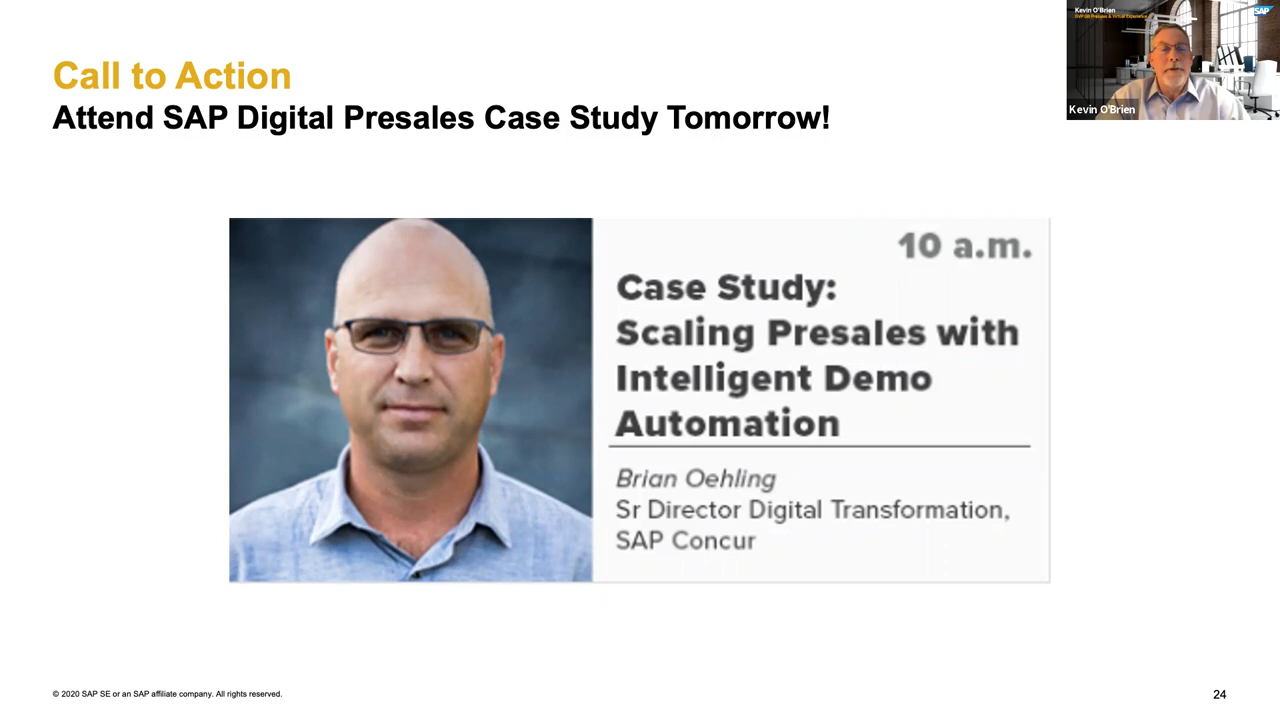 Call to Action
Attend SAP Digital Presales Case Study Tomorrow!
Kevin O'Brien
SAP
Kevin O'Brien
10 a.m.
Case Study:
Scaling Presales with
Intelligent Demo
Automation
Brian Oehling
Sr Director Digital Transformation,
SAP Concur
© 2020 SAP SE or an SAP affiliate company. All rights reserved.
24